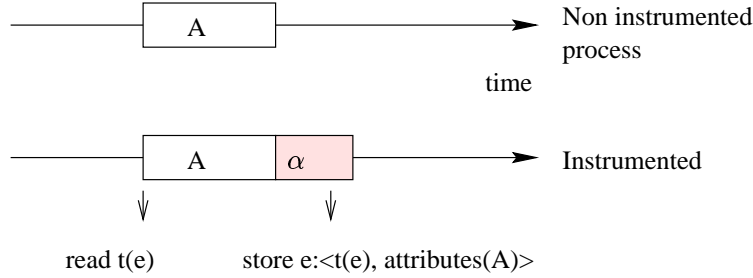 A
Non instrumented
process
time
A
α
Instrumented
read t(e)
store e:<t(e), attributes(A)>